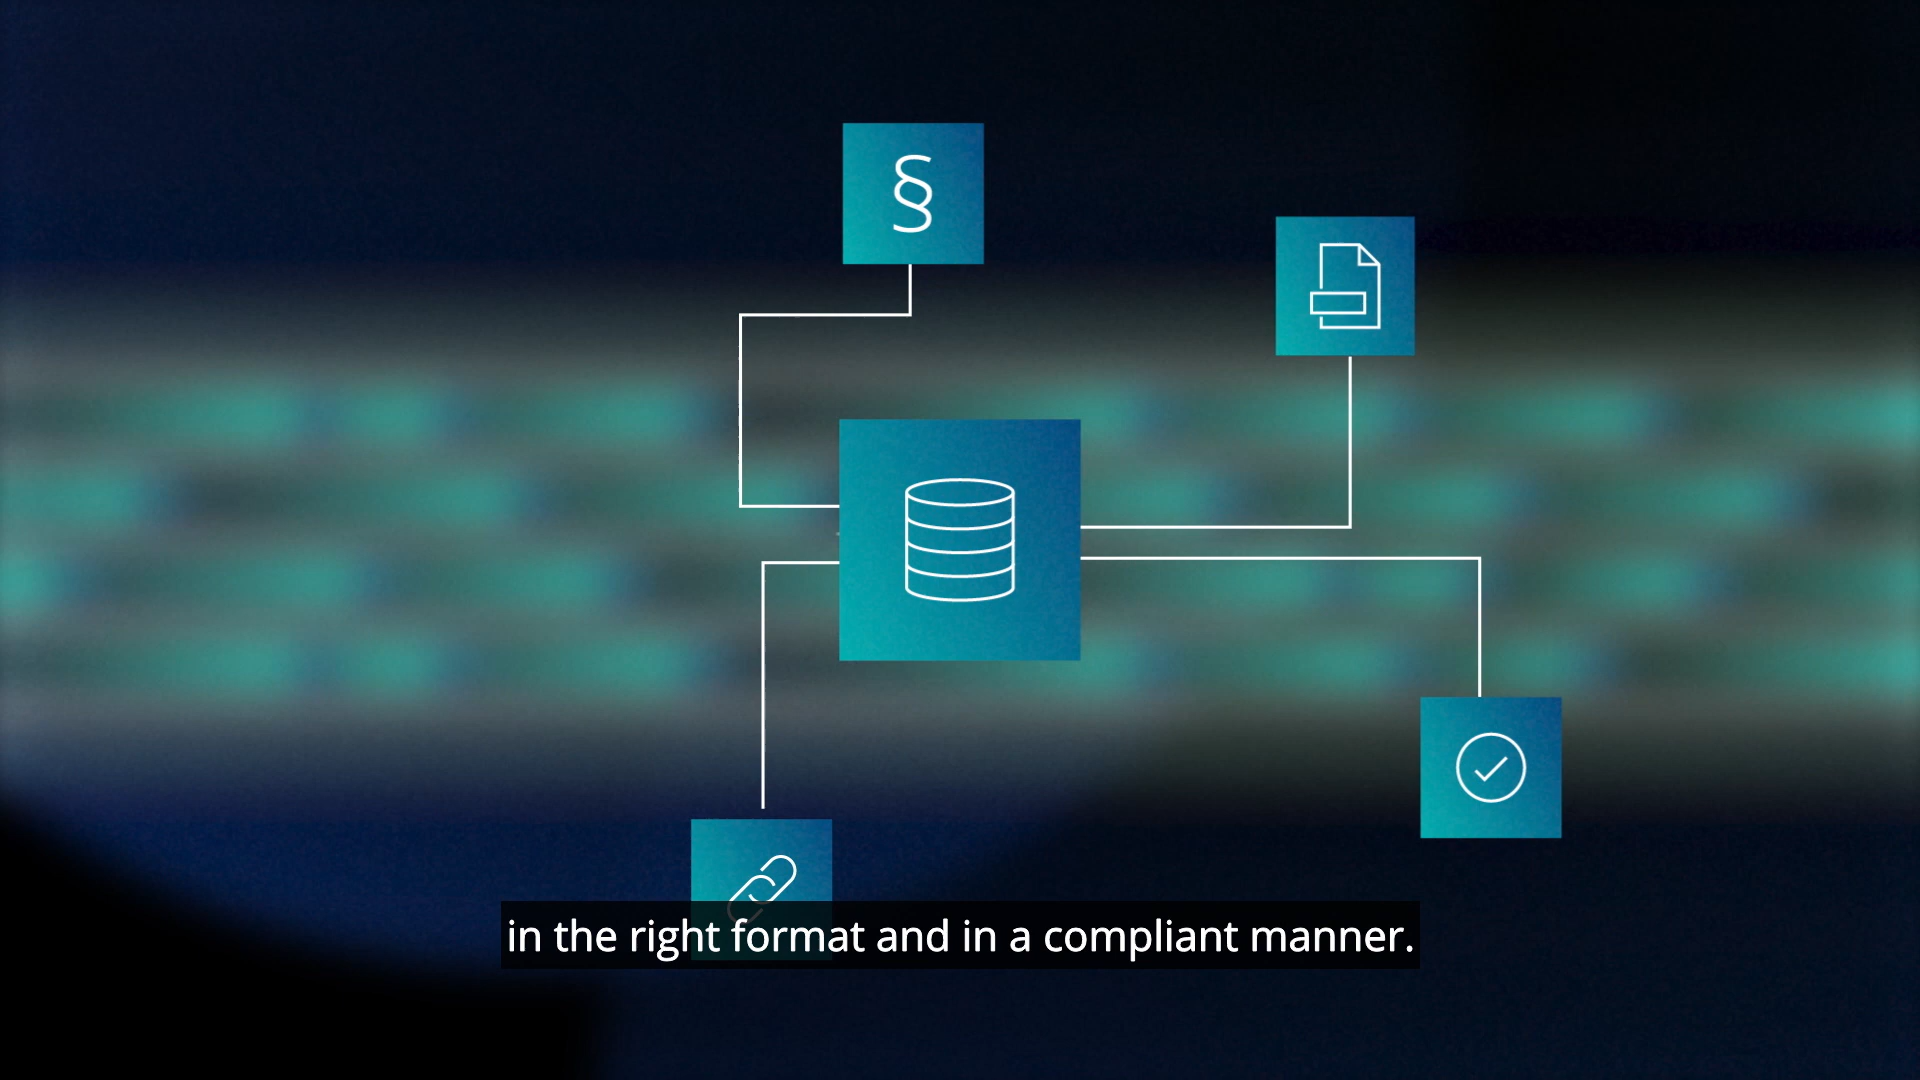 §
in the right format and in a compliant manner.